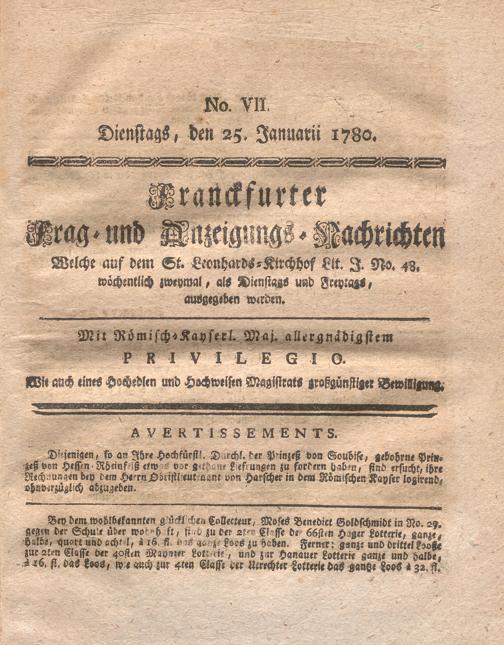 No. VII.
Dienstags, den 25. Januarii 1780.
Franckfurter
Frag- und Anzeigungs-Nachrichten
Welche auf dem St. Leonhards-Kirchhof Lit. J. No. 48.
wöchentlich zweymal, als Dienstags und Freytags,
ausgegeben werden.
Mit Römisch-Kayserl. Maj. allergnädigstem
PRIVILEGIO.
Wie auch eines Hochedlen und Hochweisen Magistrats großgünstiger Bewilligung.
AVERTISSEMENTS.
Diejenigen, so an Ihre Hochfürstl. Durchl. der Prinzeß von Soubise, gebohrne Prin-
zeß von Hessen-Rheinfels etwas vor gethane Lieferungen zu fordern haben, sind ersucht, ihre
Rechnungen bey dem Herrn Obristlieutenant von Harscher in dem Römischen Kayser logirend,
ohnverzüglich abzugeben.
Bey dem wohlbekannten glücklichen Collecteur, Moses Benedict Goldschmidt in No. 29.
gegen der Schule über wohnhaft, sind zu der 2ten Classe der 66sten Hager Lotterie, ganze,
halbe, quart und achtel, à 16. fl. das ganze Loos zu haben. Ferner: ganze und drittel Looße
zur 2ten Classe der 40sten Maynzer Lotterie, und zur Hanauer Lotterie ganze und halbe,
à 16. fl. das Loos, wie auch zur 4ten Classe der Utrechter Lotterie das gantze Loos à 32. fl.